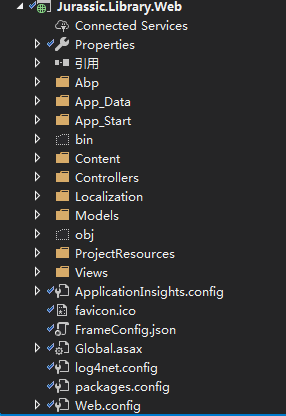 Jurassic.Library.Web
Connected Services
Properties
引用
Abp
App_Data
App_Start
bin
Content
Controllers
Localization
Models
obj
ProjectResources
Views
ApplicationInsights.config
favicon.ico
FrameConfig.json
Global.asax
log4net.config
packages.config
Web.config